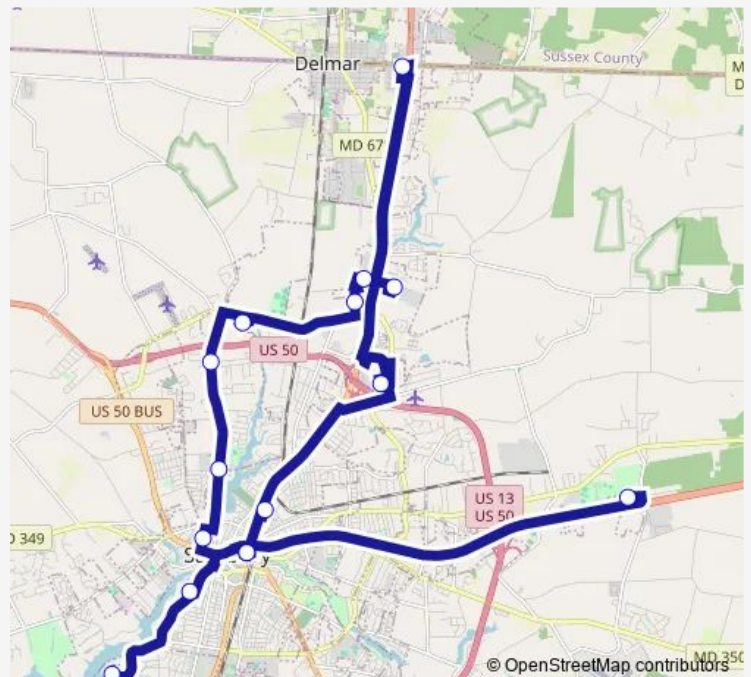 Delmar
Sussex County
M
D
MD 67
US 50
US 50 BUS
US 13
US 50
D 349
MD 350
© OpenStreetMap contributors